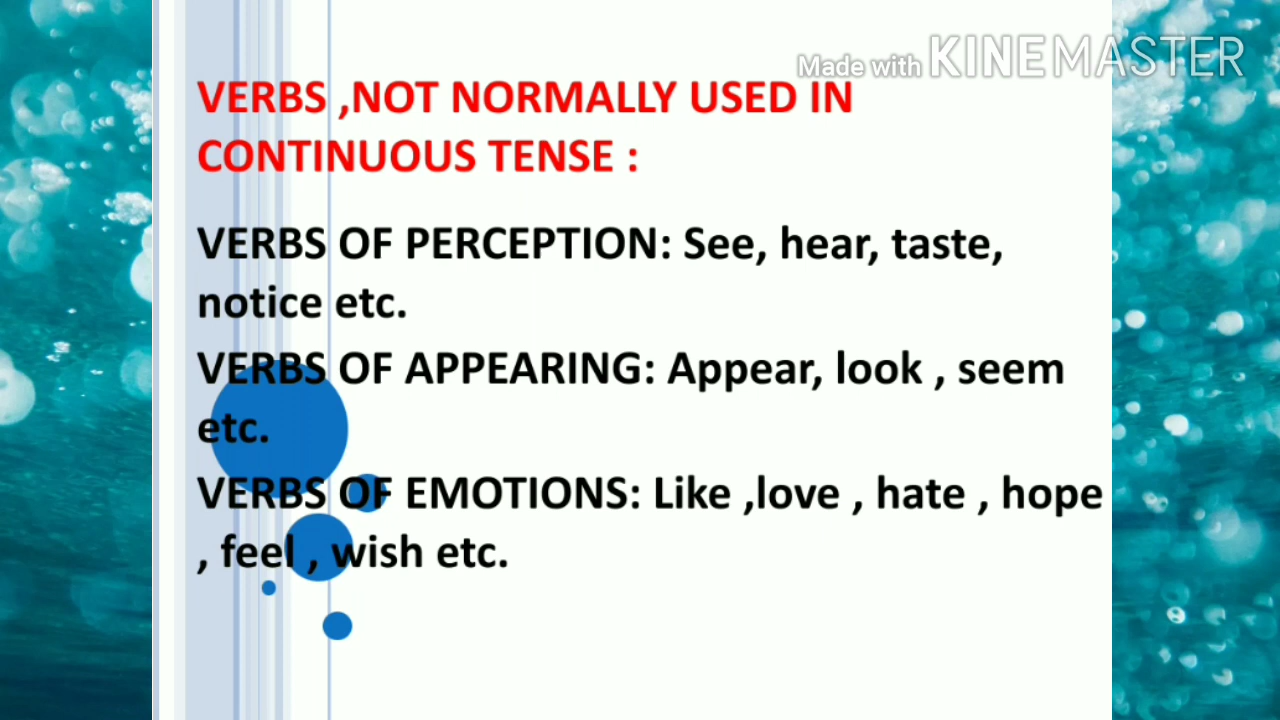 Made with KINEMASTER
VERBS ,NOT NORMALLY USED IN
CONTINUOUS TENSE :
VERBS OF PERCEPTION: See, hear, taste,
notice etc.
VERBS OF APPEARING: Appear, look , seem
etc.
VERBS OF EMOTIONS: Like ,love , hate , hope
, feel , wish etc.